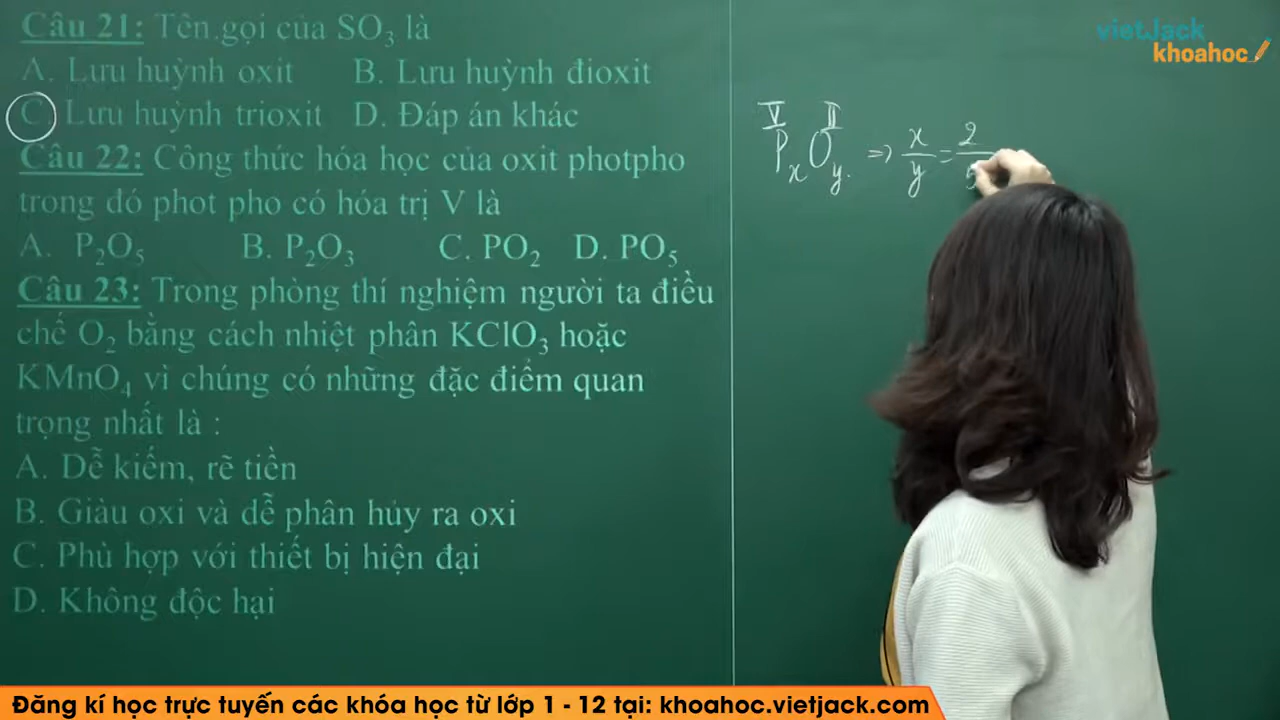 Câu 21: Tên gọi của SO₃ là
A. Lưu huỳnh oxit B. Lưu huỳnh đioxit
C. Lưu huỳnh trioxit D. Đáp án khác
Câu 22: Công thức hóa học của oxit photpho
trong đó phot pho có hóa trị V là
A. P₂O₅ B. P₂O₃ C. PO₂ D. PO₅
Câu 23: Trong phòng thí nghiệm người ta điều
chế O₂ bằng cách nhiệt phân KClO₃ hoặc
KMnO₄ vì chúng có những đặc điểm quan
trọng nhất là :
A. Dễ kiếm, rẽ tiền
B. Giàu oxi và dễ phân hủy ra oxi
C. Phù hợp với thiết bị hiện đại
D. Không độc hại
vietJack
khoahoc
V II
PₓOy. => x/y = 2/5
Đăng kí học trực tuyến các khóa học từ lớp 1 - 12 tại: khoahoc.vietjack.com